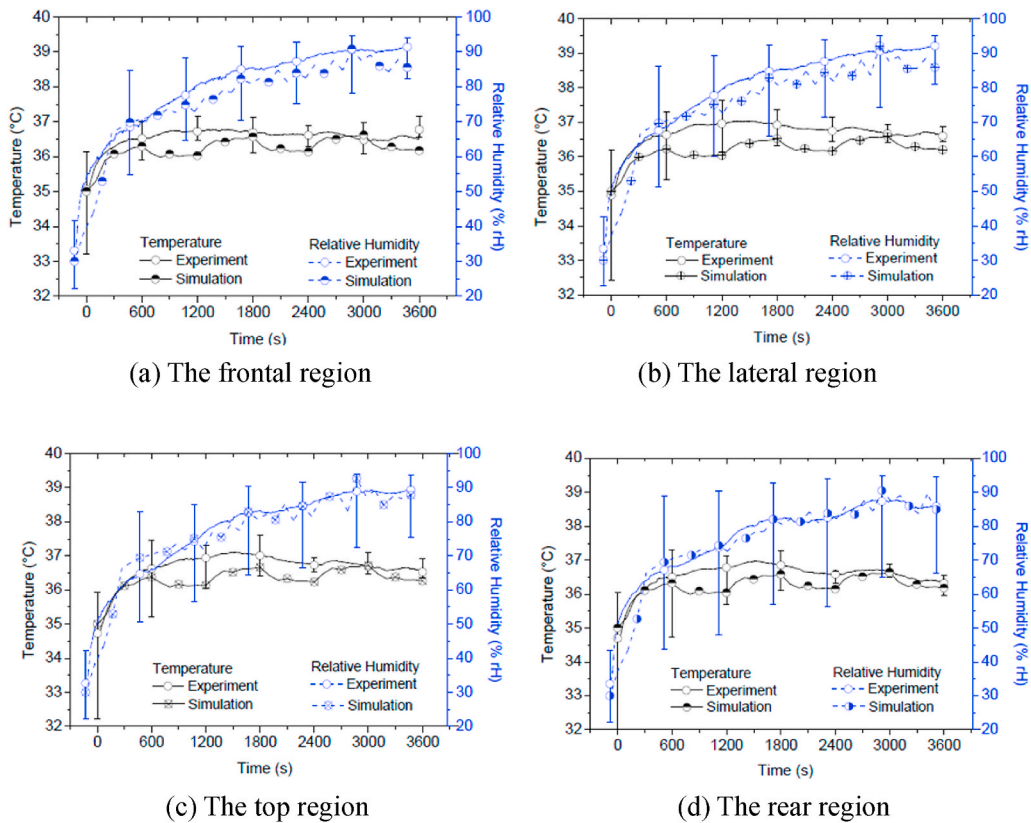 40
39
38
37
36
35
34
33
32
Temperature (°C)
100
90
80
70
60
50
40
30
20
Relative Humidity (% rH)
Temperature
Relative Humidity
Experiment
Experiment
Simulation
Simulation
0 600 1200 1800 2400 3000 3600
Time (s)
(a) The frontal region
40
39
38
37
36
35
34
33
32
Temperature (°C)
100
90
80
70
60
50
40
30
20
Relative Humidity (% rH)
Temperature
Relative Humidity
Experiment
Experiment
Simulation
Simulation
0 600 1200 1800 2400 3000 3600
Time (s)
(b) The lateral region
40
39
38
37
36
35
34
33
32
Temperature (°C)
100
90
80
70
60
50
40
30
20
Relative Humidity (% rH)
Temperature
Relative Humidity
Experiment
Experiment
Simulation
Simulation
0 600 1200 1800 2400 3000 3600
Time (s)
(c) The top region
40
39
38
37
36
35
34
33
32
Temperature (°C)
100
90
80
70
60
50
40
30
20
Relative Humidity (% rH)
Temperature
Relative Humidity
Experiment
Experiment
Simulation
Simulation
0 600 1200 1800 2400 3000 3600
Time (s)
(d) The rear region